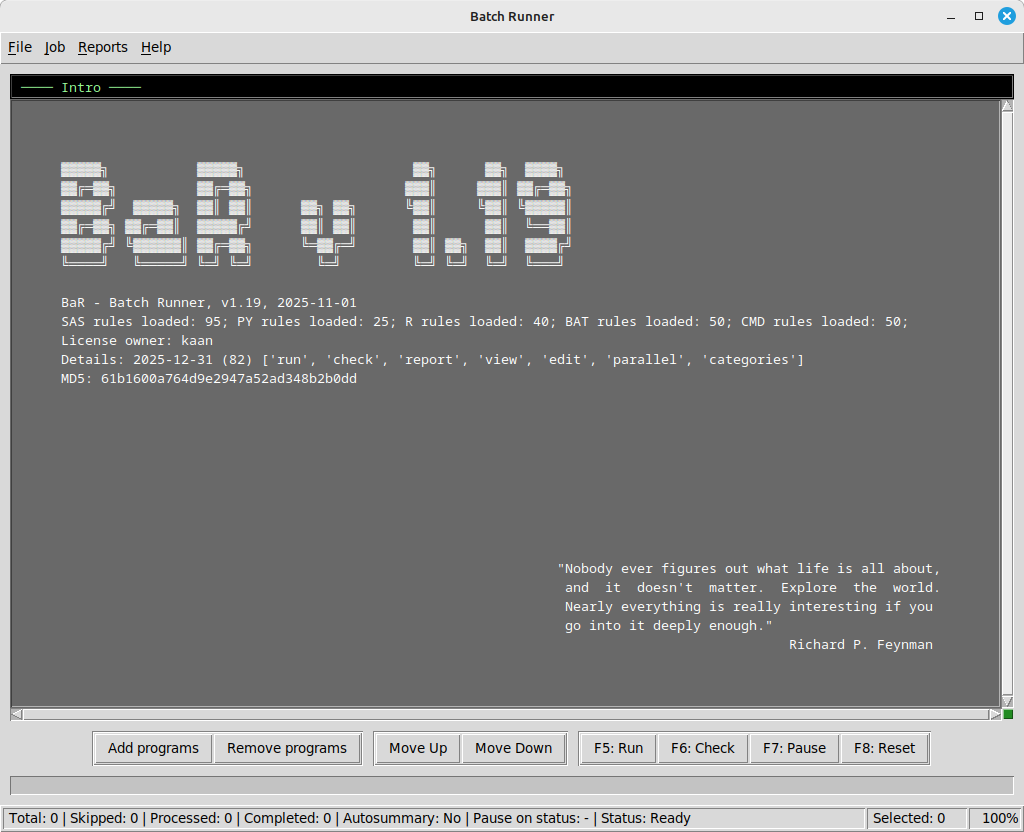 Batch Runner
File Job Reports Help
──── Intro ────
BaR v 1.19
BaR - Batch Runner, v1.19, 2025-11-01
SAS rules loaded: 95; PY rules loaded: 25; R rules loaded: 40; BAT rules loaded: 50; CMD rules loaded: 50;
License owner: kaan
Details: 2025-12-31 (82) ['run', 'check', 'report', 'view', 'edit', 'parallel', 'categories']
MD5: 61b1600a764d9e2947a52ad348b2b0dd
"Nobody ever figures out what life is all about,
and it doesn't matter. Explore the world.
Nearly everything is really interesting if you
go into it deeply enough."
Richard P. Feynman
Add programs Remove programs Move Up Move Down F5: Run F6: Check F7: Pause F8: Reset
Total: 0 | Skipped: 0 | Processed: 0 | Completed: 0 | Autosummary: No | Pause on status: - | Status: Ready Selected: 0 100%